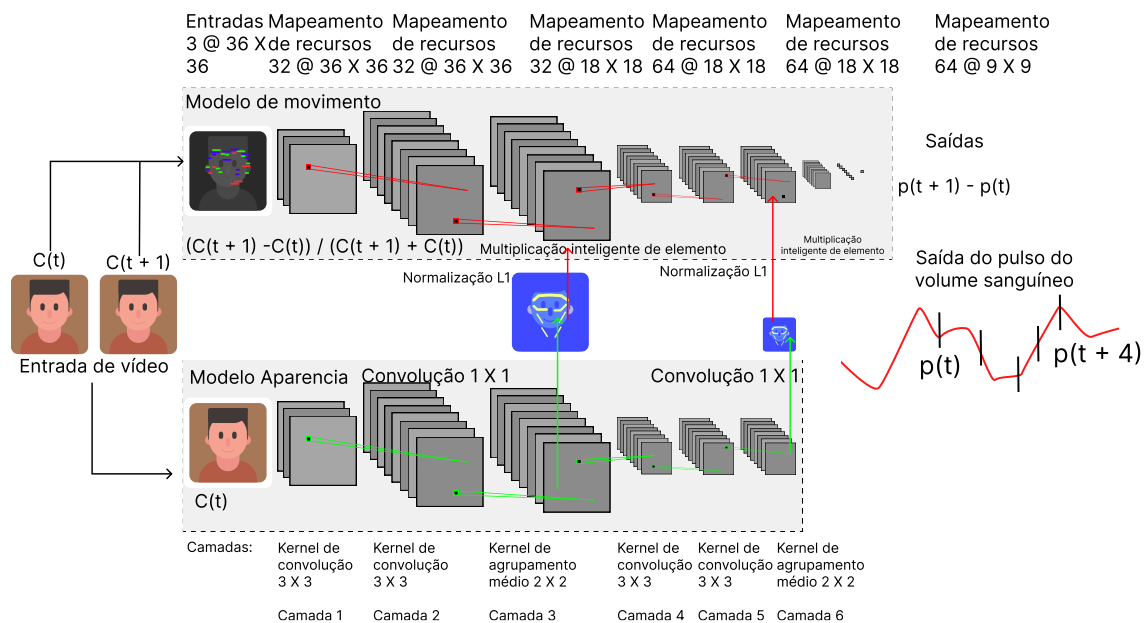 Entradas
3 @ 36 X
36
Mapeamento
de recursos
32 @ 36 X 36
Mapeamento
de recursos
32 @ 36 X 36
Mapeamento
de recursos
32 @ 18 X 18
Mapeamento
de recursos
64 @ 18 X 18
Mapeamento
de recursos
64 @ 18 X 18
Mapeamento
de recursos
64 @ 9 X 9
Modelo de movimento
(C(t + 1) -C(t)) / (C(t + 1) + C(t))
Multiplicação inteligente de elemento
Multiplicação
inteligente de elemento
Saídas
p(t + 1) - p(t)
C(t)
C(t + 1)
Entrada de vídeo
Normalização L1
Normalização L1
Saída do pulso do
volume sanguíneo
p(t)
p(t + 4)
Modelo Aparencia
Convolução 1 X 1
Convolução 1 X 1
C(t)
Camadas:
Kernel de
convolução
3 X 3
Camada 1
Kernel de
convolução
3 X 3
Camada 2
Kernel de
agrupamento
médio 2 X 2
Camada 3
Kernel de
convolução
3 X 3
Camada 4
Kernel de
convolução
3 X 3
Camada 5
Kernel de
agrupamento
médio 2 X 2
Camada 6